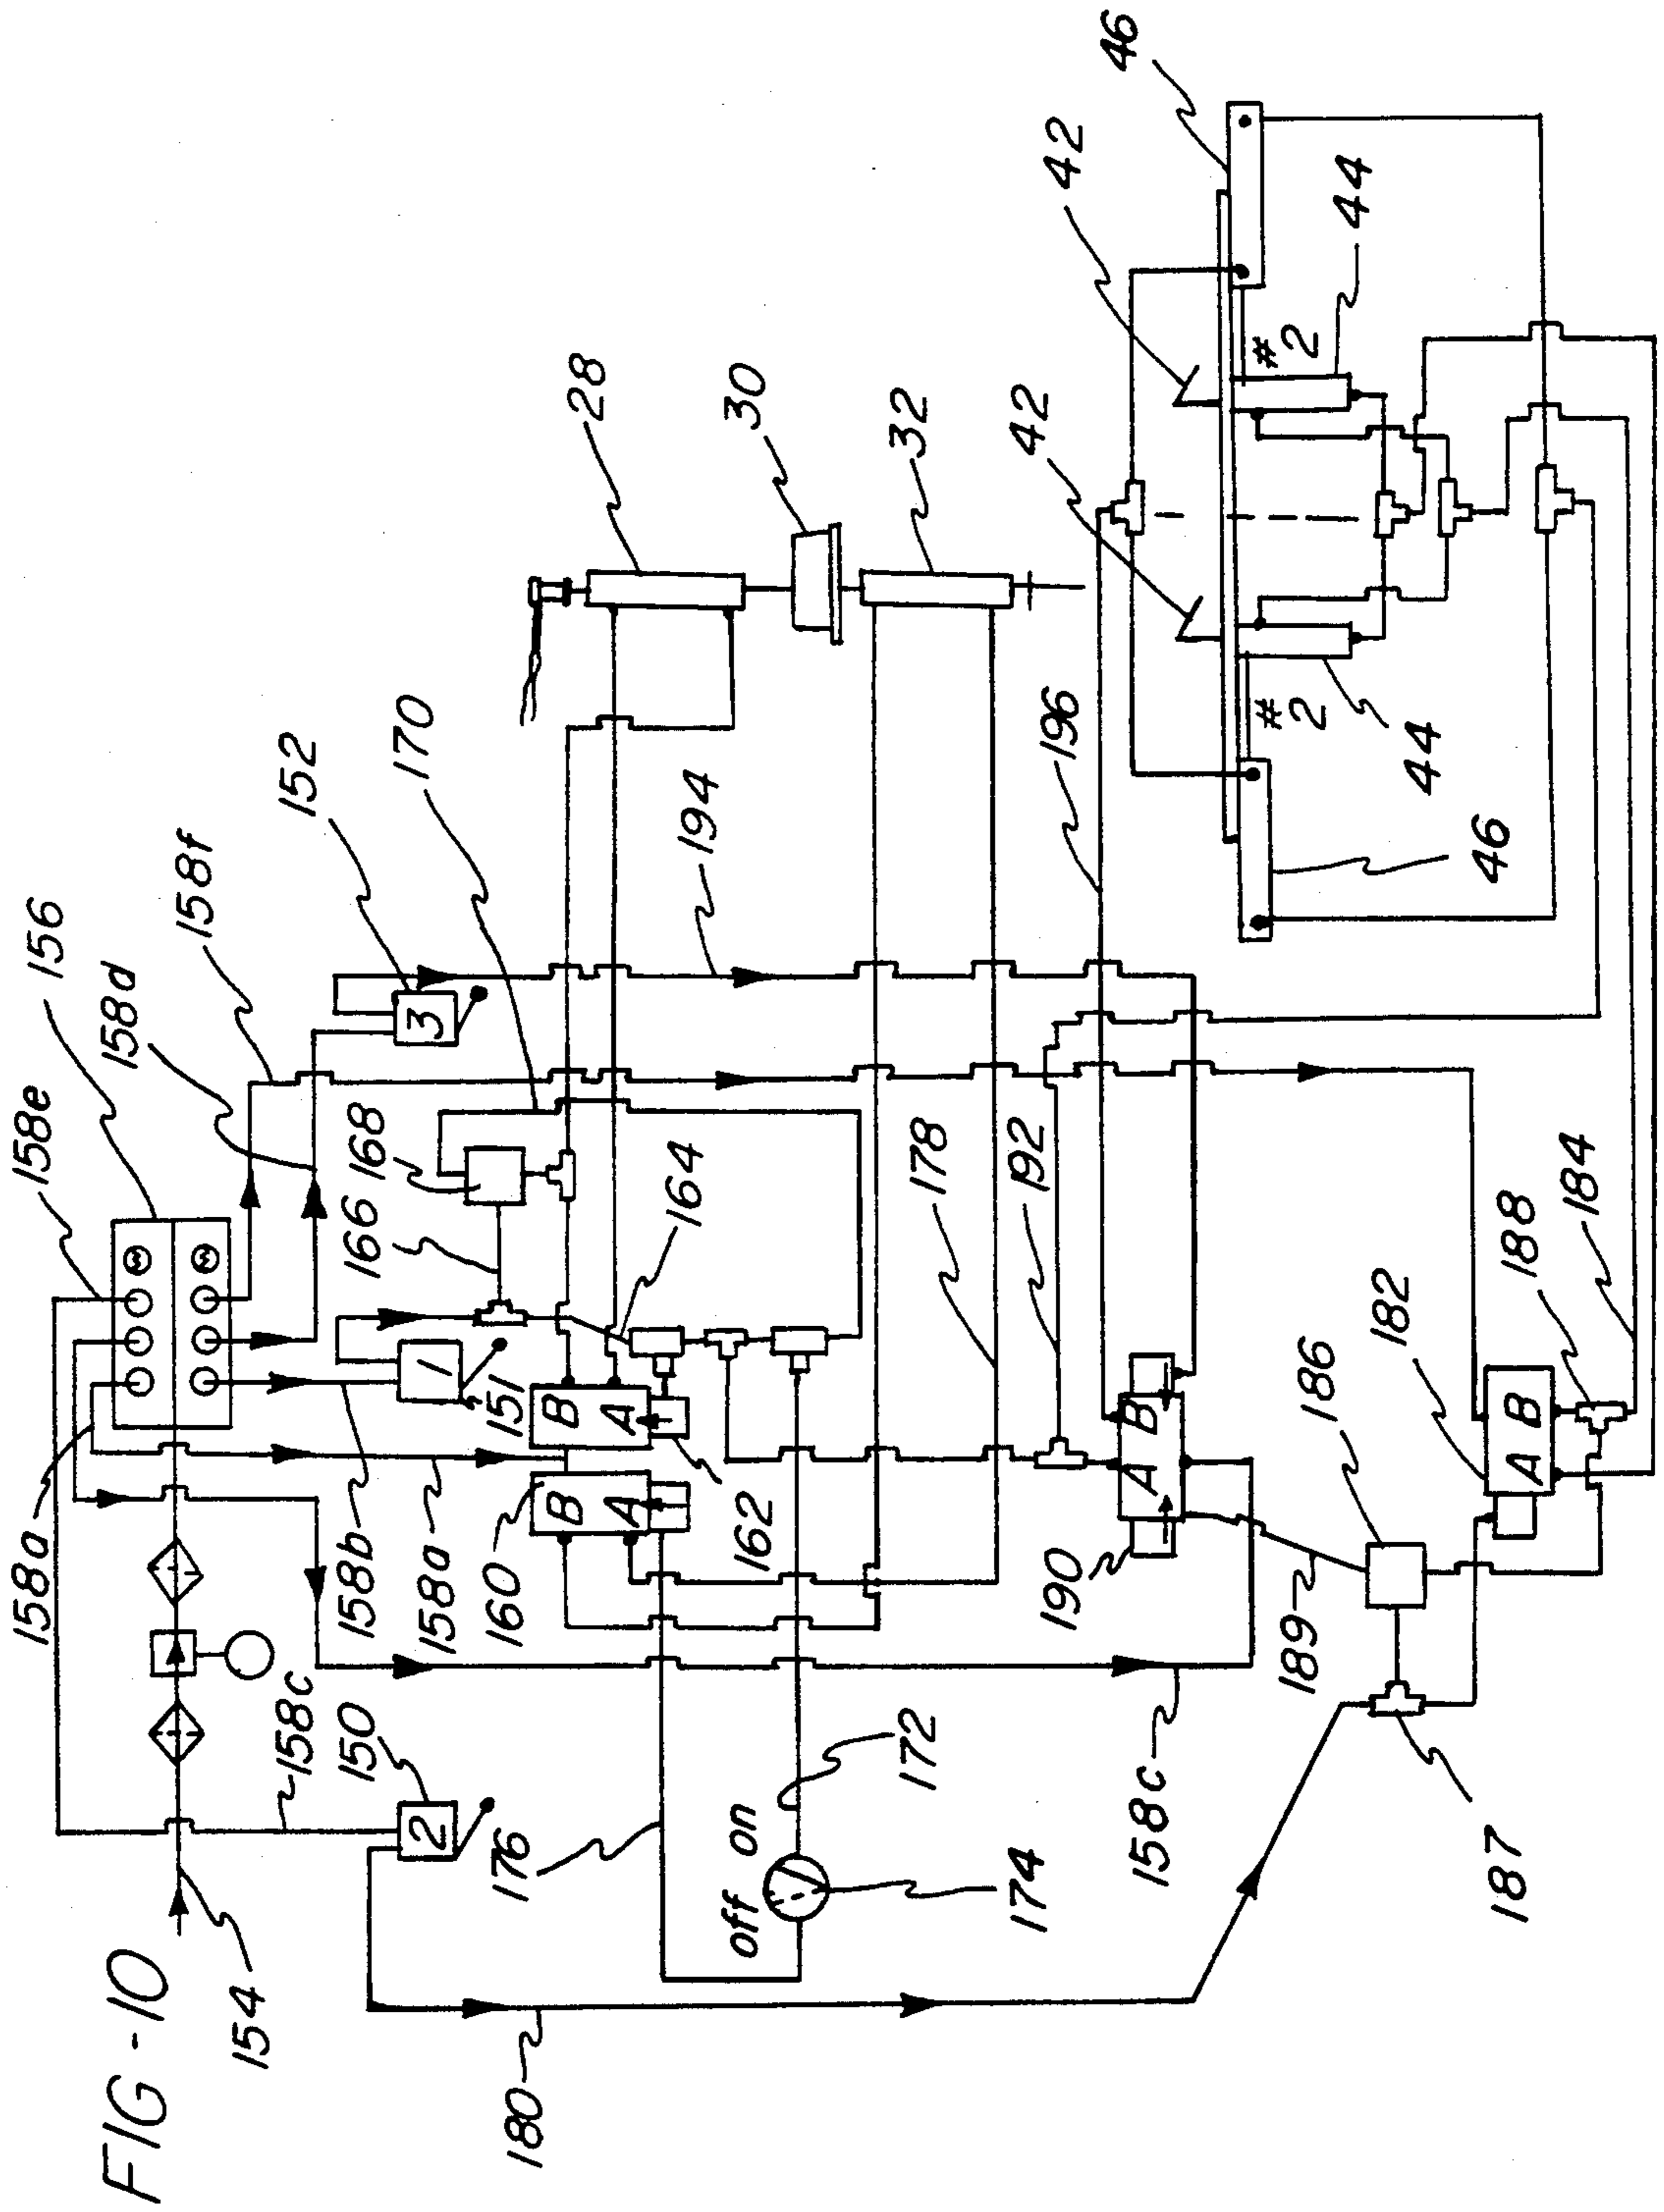 FIG-10
154
158a
158e
156
158f
158d
152
170
194
28
30
32
196
42
42
46
44
#2
#2
44
46
158c
150
2
158b
158a
160
B
A
B
A
162
151
1
166
168
3
164
178
192
176
off
on
172
174
180
158c
190
A
B
189
186
182
A
B
188
184
187